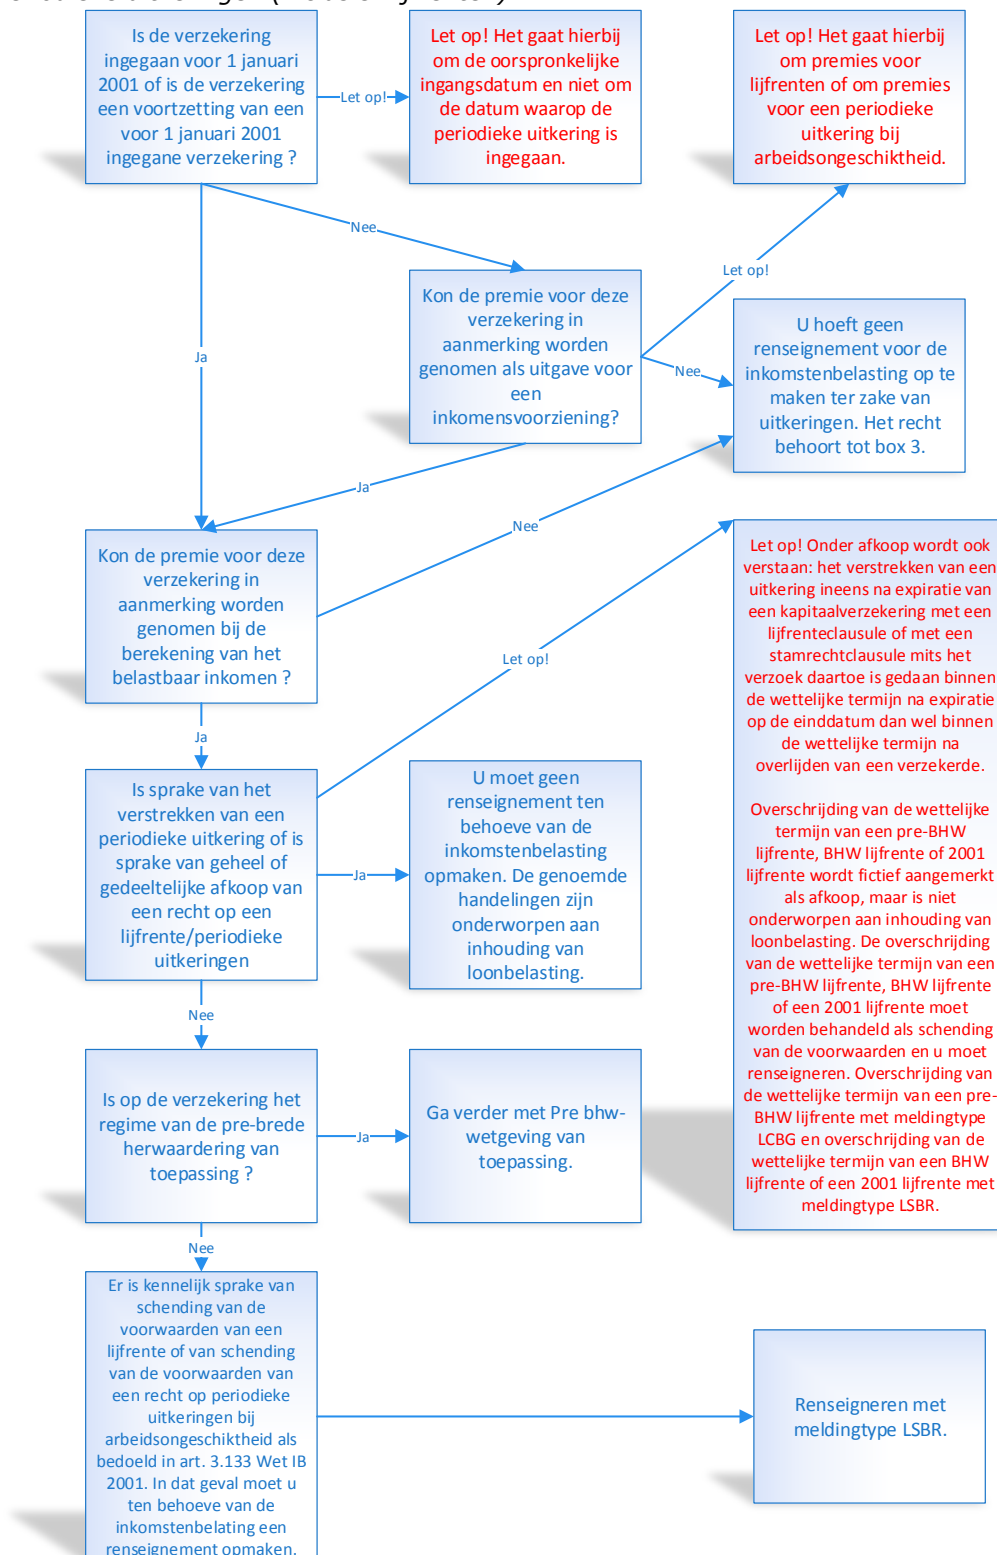 Is de verzekering
ingegaan voor 1 januari
2001 of is de verzekering
een voortzetting van een
voor 1 januari 2001
ingegane verzekering ?
Let op!
Let op! Het gaat hierbij
om de oorspronkelijke
ingangsdatum en niet om
de datum waarop de
periodieke uitkering is
ingegaan.
Let op! Het gaat hierbij
om premies voor
lijfrenten of om premies
voor een periodieke
uitkering bij
arbeidsongeschiktheid.
Nee
Let op!
Kon de premie voor deze
verzekering in
aanmerking worden
genomen als uitgave voor
een
inkomensvoorziening?
Nee
U hoeft geen
renseignement voor de
inkomstenbelasting op te
maken ter zake van
uitkeringen. Het recht
behoort tot box 3.
Ja
Ja
Nee
Kon de premie voor deze
verzekering in
aanmerking worden
genomen bij de
berekening van het
belastbaar inkomen ?
Let op!
Let op! Onder afkoop wordt ook
verstaan: het verstrekken van een
uitkering ineens na expiratie van
een kapitaalverzekering met een
lijfrenteclausule of met een
stamrechtclausule mits het
verzoek daartoe is gedaan binnen
de wettelijke termijn na expiratie
op de einddatum dan wel binnen
de wettelijke termijn na
overlijden van een verzekerde.
Overschrijding van de wettelijke
termijn van een pre-BHW
lijfrente, BHW lijfrente of 2001
lijfrente wordt fictief aangemerkt
als afkoop, maar is niet
onderworpen aan inhouding van
loonbelasting. De overschrijding
van de wettelijke termijn van een
pre-BHW lijfrente, BHW lijfrente
of een 2001 lijfrente moet
worden behandeld als schending
van de voorwaarden en u moet
renseigneren. Overschrijding van
de wettelijke termijn van een pre-
BHW lijfrente met meldingtype
LCBG en overschrijding van de
wettelijke termijn van een BHW
lijfrente of een 2001 lijfrente met
meldingtype LSBR.
Ja
Is sprake van het
verstrekken van een
periodieke uitkering of is
sprake van geheel of
gedeeltelijke afkoop van
een recht op een
lijfrente/periodieke
uitkeringen
Ja
U moet geen
renseignement ten
behoeve van de
inkomstenbelasting
opmaken. De genoemde
handelingen zijn
onderworpen aan
inhouding van
loonbelasting.
Nee
Is op de verzekering het
regime van de pre-brede
herwaardering van
toepassing ?
Ja
Ga verder met Pre bhw-
wetgeving van
toepassing.
Nee
Er is kennelijk sprake van
schending van de
voorwaarden van een
lijfrente of van schending
van de voorwaarden van
een recht op periodieke
uitkeringen bij
arbeidsongeschiktheid als
bedoeld in art. 3.133 Wet IB
2001. In dat geval moet u
ten behoeve van de
inkomstenbelating een
renseignement opmaken.
Renseigneren met
meldingtype LSBR.